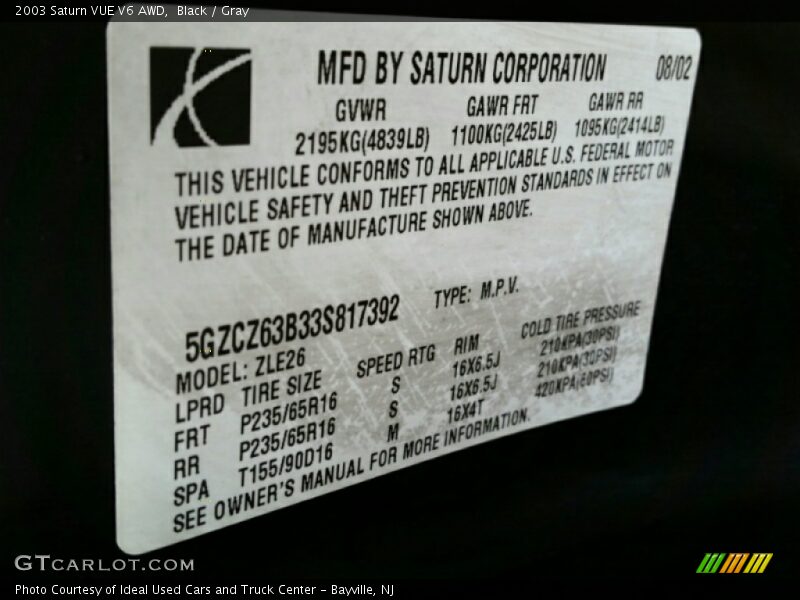 2003 Saturn VUE V6 AWD, Black / Gray
MFD BY SATURN CORPORATION 08/02
GVWR GAWR FRT GAWR RR
2195KG(4839LB) 1100KG(2425LB) 1095KG(2414LB)
THIS VEHICLE CONFORMS TO ALL APPLICABLE U.S. FEDERAL MOTOR
VEHICLE SAFETY AND THEFT PREVENTION STANDARDS IN EFFECT ON
THE DATE OF MANUFACTURE SHOWN ABOVE.
5GZCZ63B33S817392 TYPE: M.P.V.
MODEL: ZLE26
LPRD TIRE SIZE SPEED RTG RIM COLD TIRE PRESSURE
FRT P235/65R16 S 16X6.5J 210KPA(30PSI)
RR P235/65R16 S 16X6.5J 210KPA(30PSI)
SPA T155/90D16 M 16X4T 420KPA(60PSI)
SEE OWNER'S MANUAL FOR MORE INFORMATION.
GTCARLOT.COM
Photo Courtesy of Ideal Used Cars and Truck Center - Bayville, NJ